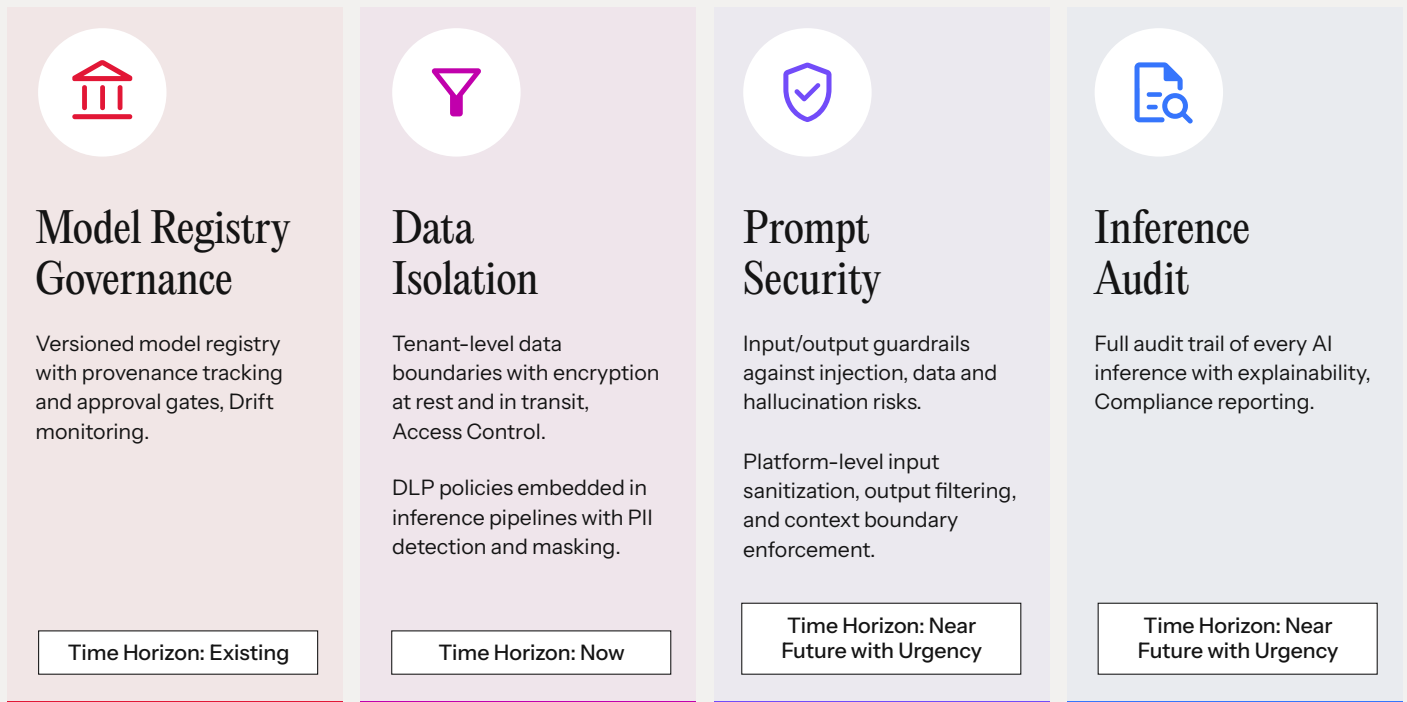 Model Registry
Governance
Versioned model registry
with provenance tracking
and approval gates, Drift
monitoring.
Time Horizon: Existing
Data
Isolation
Tenant-level data
boundaries with encryption
at rest and in transit,
Access Control.
DLP policies embedded in
inference pipelines with PII
detection and masking.
Time Horizon: Now
Prompt
Security
Input/output guardrails
against injection, data and
hallucination risks.
Platform-level input
sanitization, output filtering,
and context boundary
enforcement.
Time Horizon: Near
Future with Urgency
Inference
Audit
Full audit trail of every AI
inference with explainability,
Compliance reporting.
Time Horizon: Near
Future with Urgency